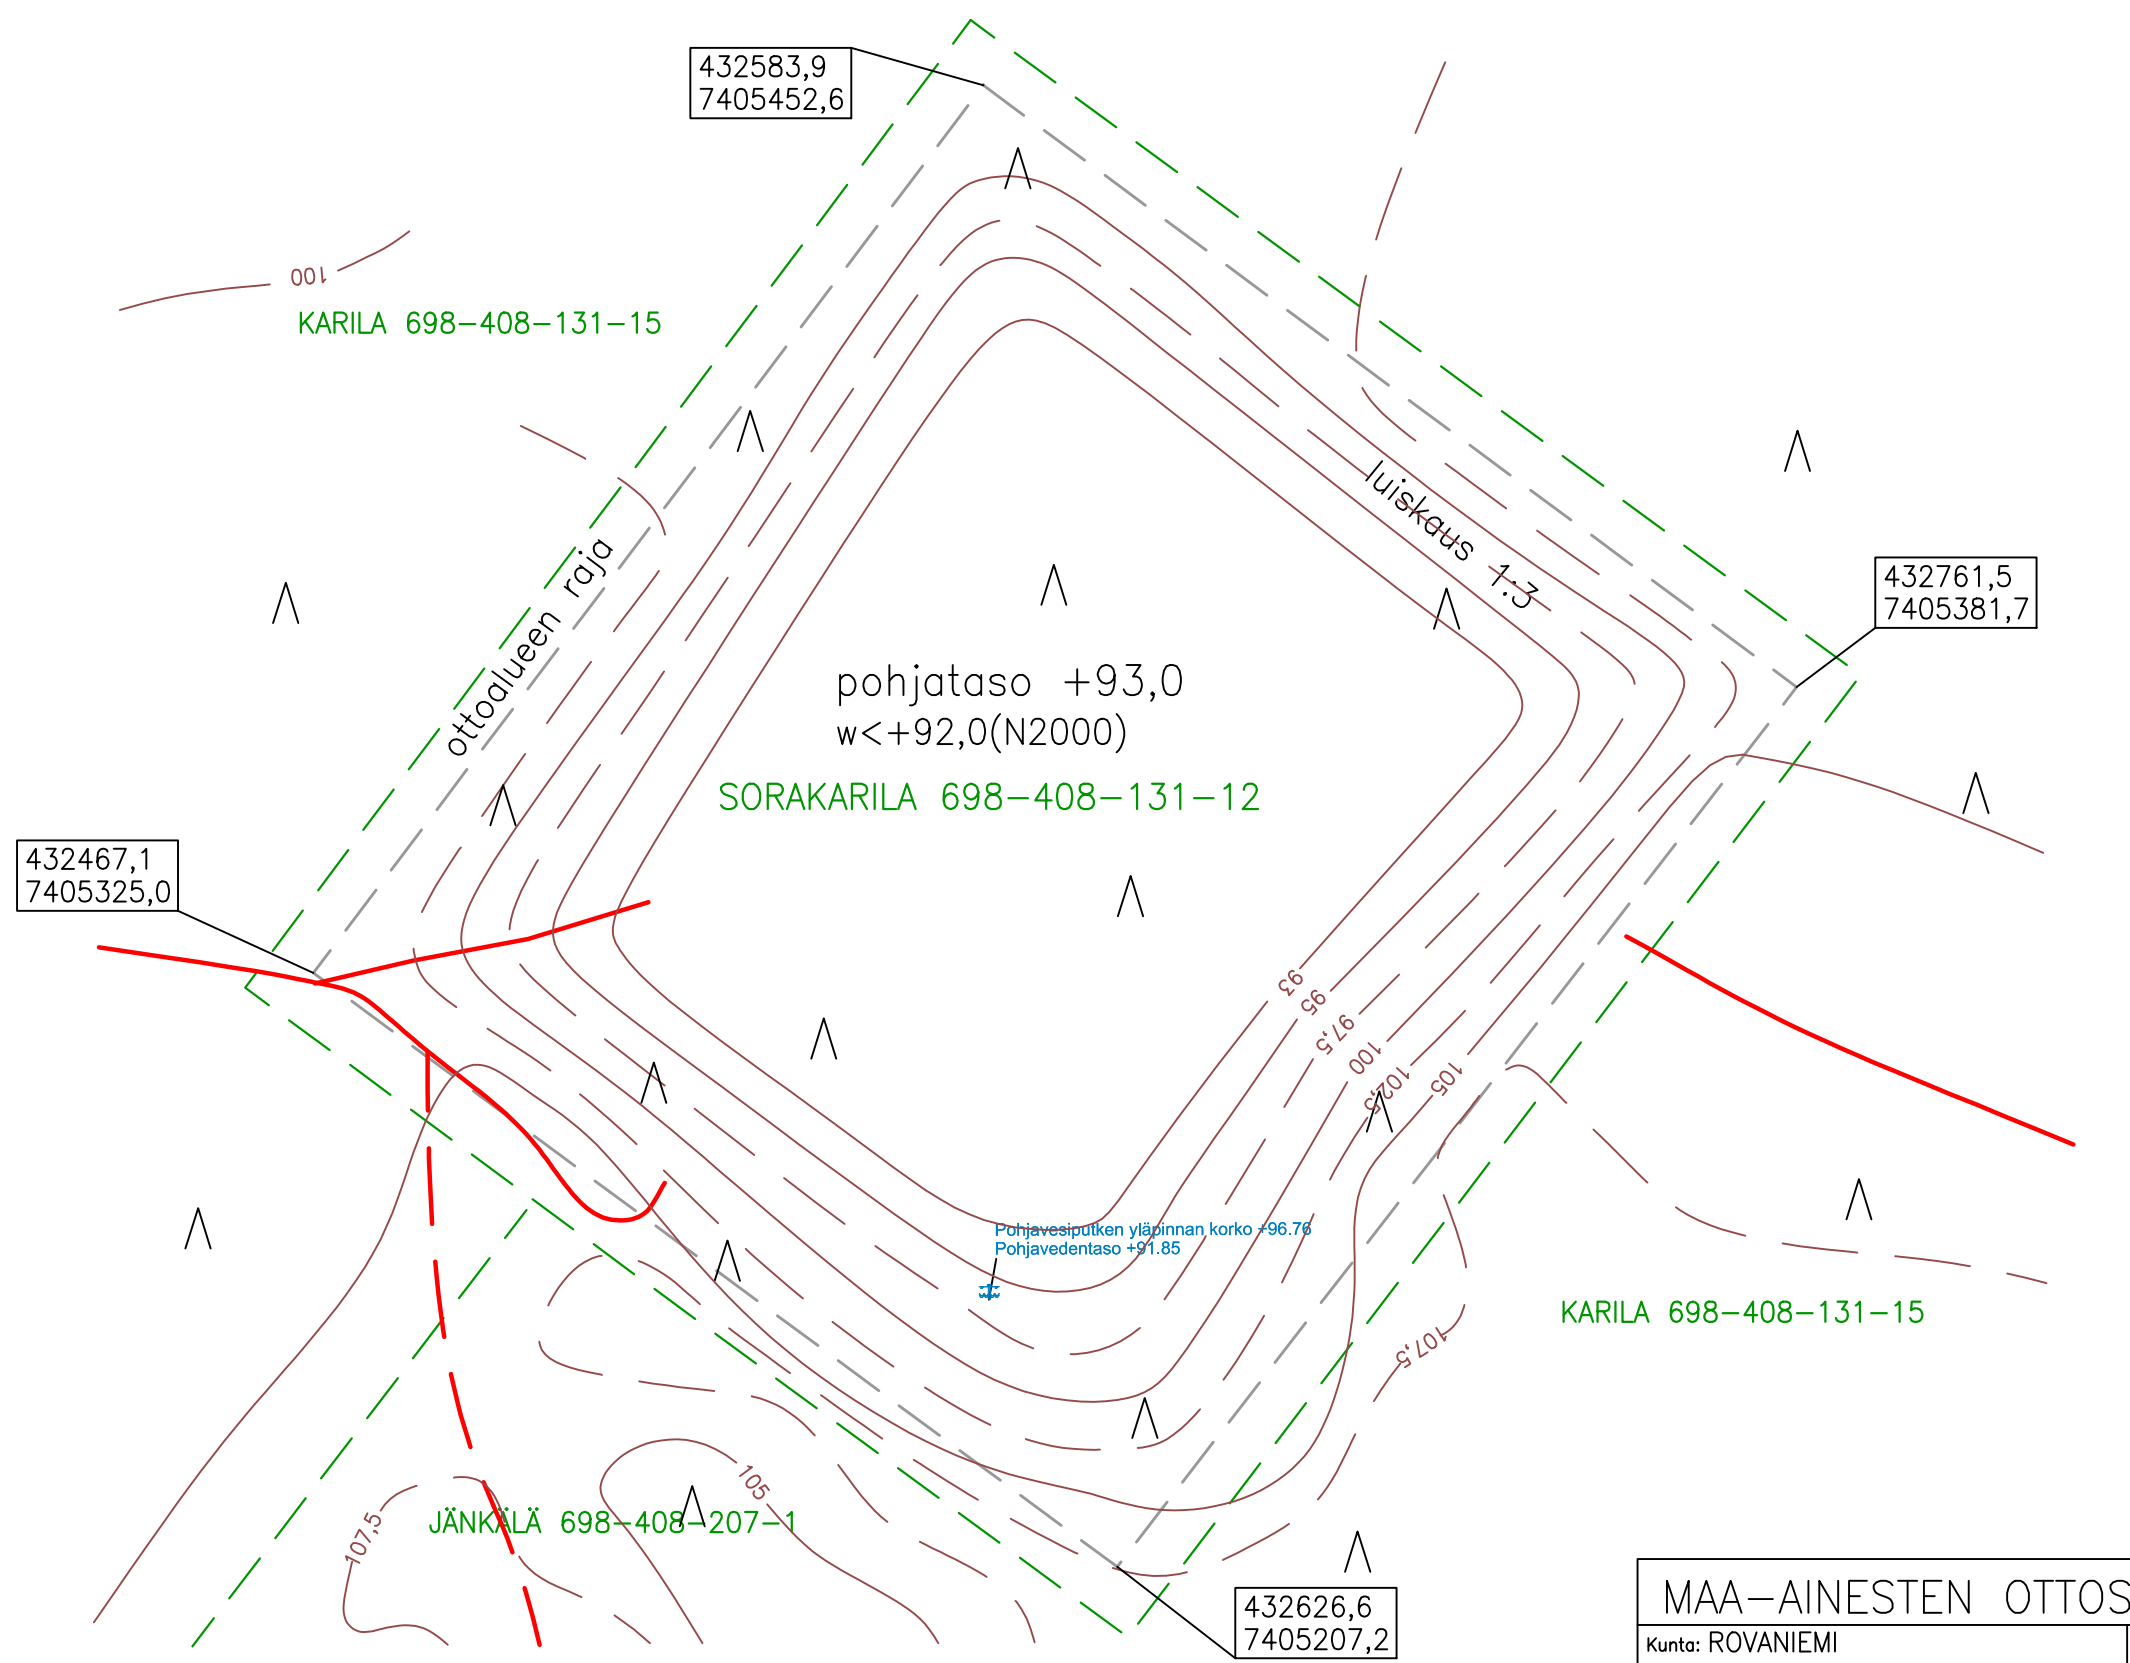 432583,9
7405452,6
100
KARILA 698-408-131-15
luiskaus 1:3
ottoalueen raja
432761,5
7405381,7
pohjataso +93,0
w<+92,0(N2000)
SORAKARILA 698-408-131-12
432467,1
7405325,0
93
95
97,5
100
102,5
105
Pohjavesiputken yläpinnan korko +96.76
Pohjavedentaso +91.85
KARILA 698-408-131-15
107,5
105
107,5
JÄNKÄLÄ 698-408-207-1
432626,6
7405207,2
MAA-AINESTEN OTTOS
Kunta: ROVANIEMI